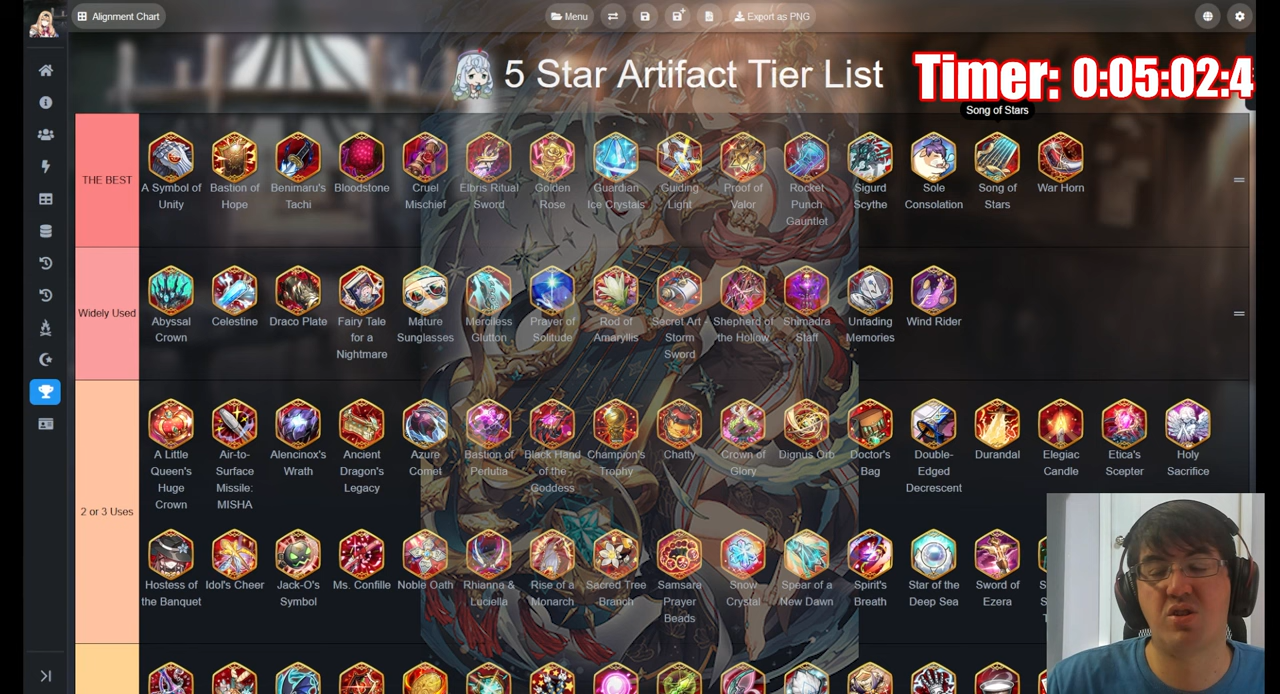 Alignment Chart
Menu
Export as PNG
5 Star Artifact Tier List
Timer: 0:05:02:4
Song of Stars
THE BEST
A Symbol of Unity
Bastion of Hope
Benimaru's Tachi
Bloodstone
Cruel Mischief
Elbris Ritual Sword
Golden Rose
Guardian Ice Crystals
Guiding Light
Proof of Valor
Rocket Punch Gauntlet
Sigurd Scythe
Sole Consolation
Song of Stars
War Horn
Widely Used
Abyssal Crown
Celestine
Draco Plate
Fairy Tale for a Nightmare
Mature Sunglasses
Merciless Glutton
Prayer of Solitude
Rod of Amaryllis
Secret Art - Storm Sword
Shepherd of the Hollow
Shimadra Staff
Unfading Memories
Wind Rider
2 or 3 Uses
A Little Queen's Huge Crown
Air-to-Surface Missile: MISHA
Alencinox's Wrath
Ancient Dragon's Legacy
Azure Comet
Bastion of Perlutia
Black Hand of the Goddess
Champion's Trophy
Chatty
Crown of Glory
Dignus Orb
Doctor's Bag
Double-Edged Decrescent
Durandal
Elegiac Candle
Etica's Scepter
Holy Sacrifice
Hostess of the Banquet
Idol's Cheer
Jack-O's Symbol
Ms. Confille
Noble Oath
Rhianna & Luciella
Rise of a Monarch
Sacred Tree Branch
Samsara Prayer Beads
Snow Crystal
Spear of a New Dawn
Spirit's Breath
Star of the Deep Sea
Sword of Ezera